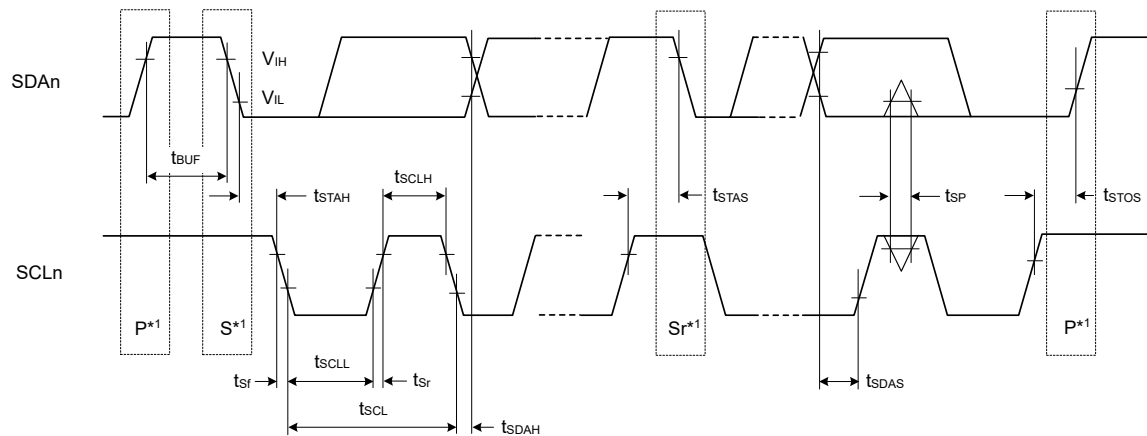 SDAn
VIH
VIL
tBUF
tSTAH
tSCLH
tSTAS
tSP
tSTOS
SCLn
P*1
S*1
Sr*1
P*1
tSf
tSCLL
tSr
tSDAS
tSCL
tSDAH